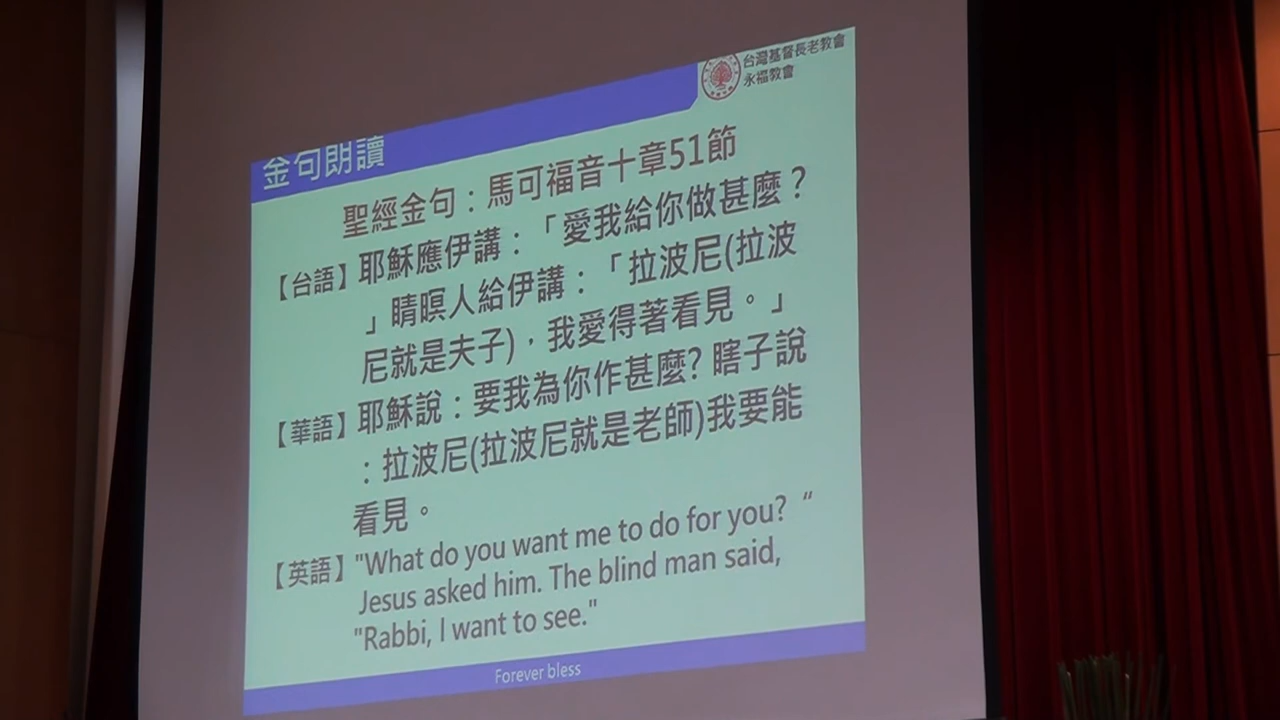 台灣基督長老教會
永福教會
金句朗讀
聖經金句：馬可福音十章51節
【台語】耶穌應伊講：「愛我給你做甚麼？
」睛暝人給伊講：「拉波尼(拉波
尼就是夫子)，我愛得著看見。」
【華語】耶穌說：要我為你作甚麼? 瞎子說
：拉波尼(拉波尼就是老師)我要能
看見。
【英語】"What do you want me to do for you? “
Jesus asked him. The blind man said,
"Rabbi, I want to see."
Forever bless